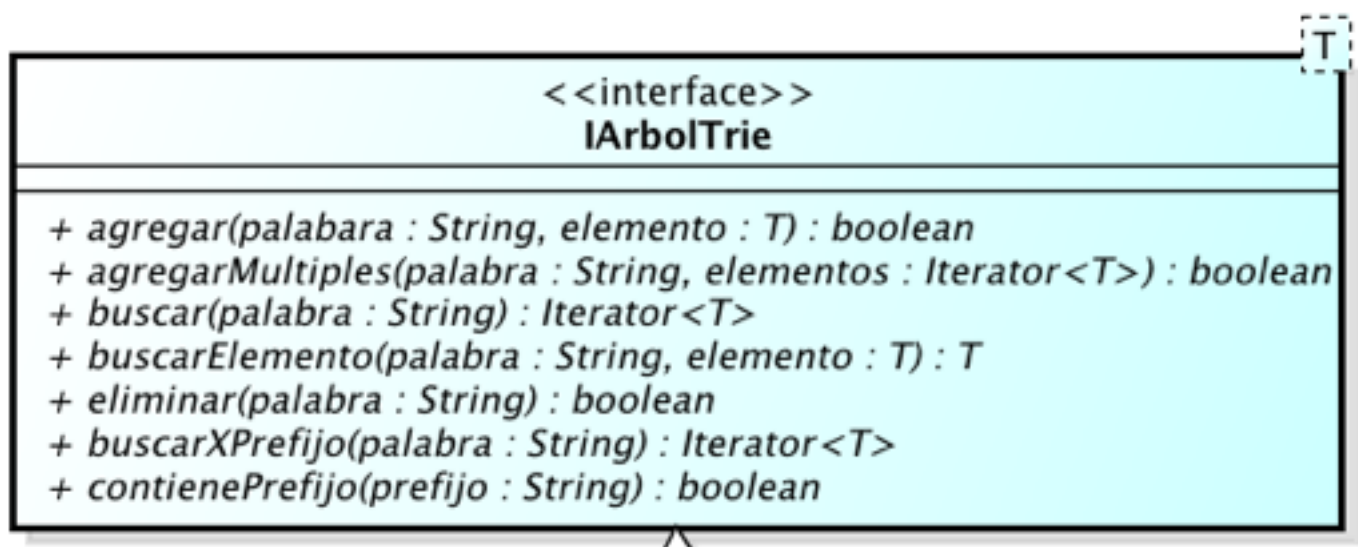 T
<<interface>>
IArbolTrie
+ agregar(palabara : String, elemento : T) : boolean
+ agregarMultiples(palabra : String, elementos : Iterator<T>) : boolean
+ buscar(palabra : String) : Iterator<T>
+ buscarElemento(palabra : String, elemento : T) : T
+ eliminar(palabra : String) : boolean
+ buscarXPrefijo(palabra : String) : Iterator<T>
+ contienePrefijo(prefijo : String) : boolean